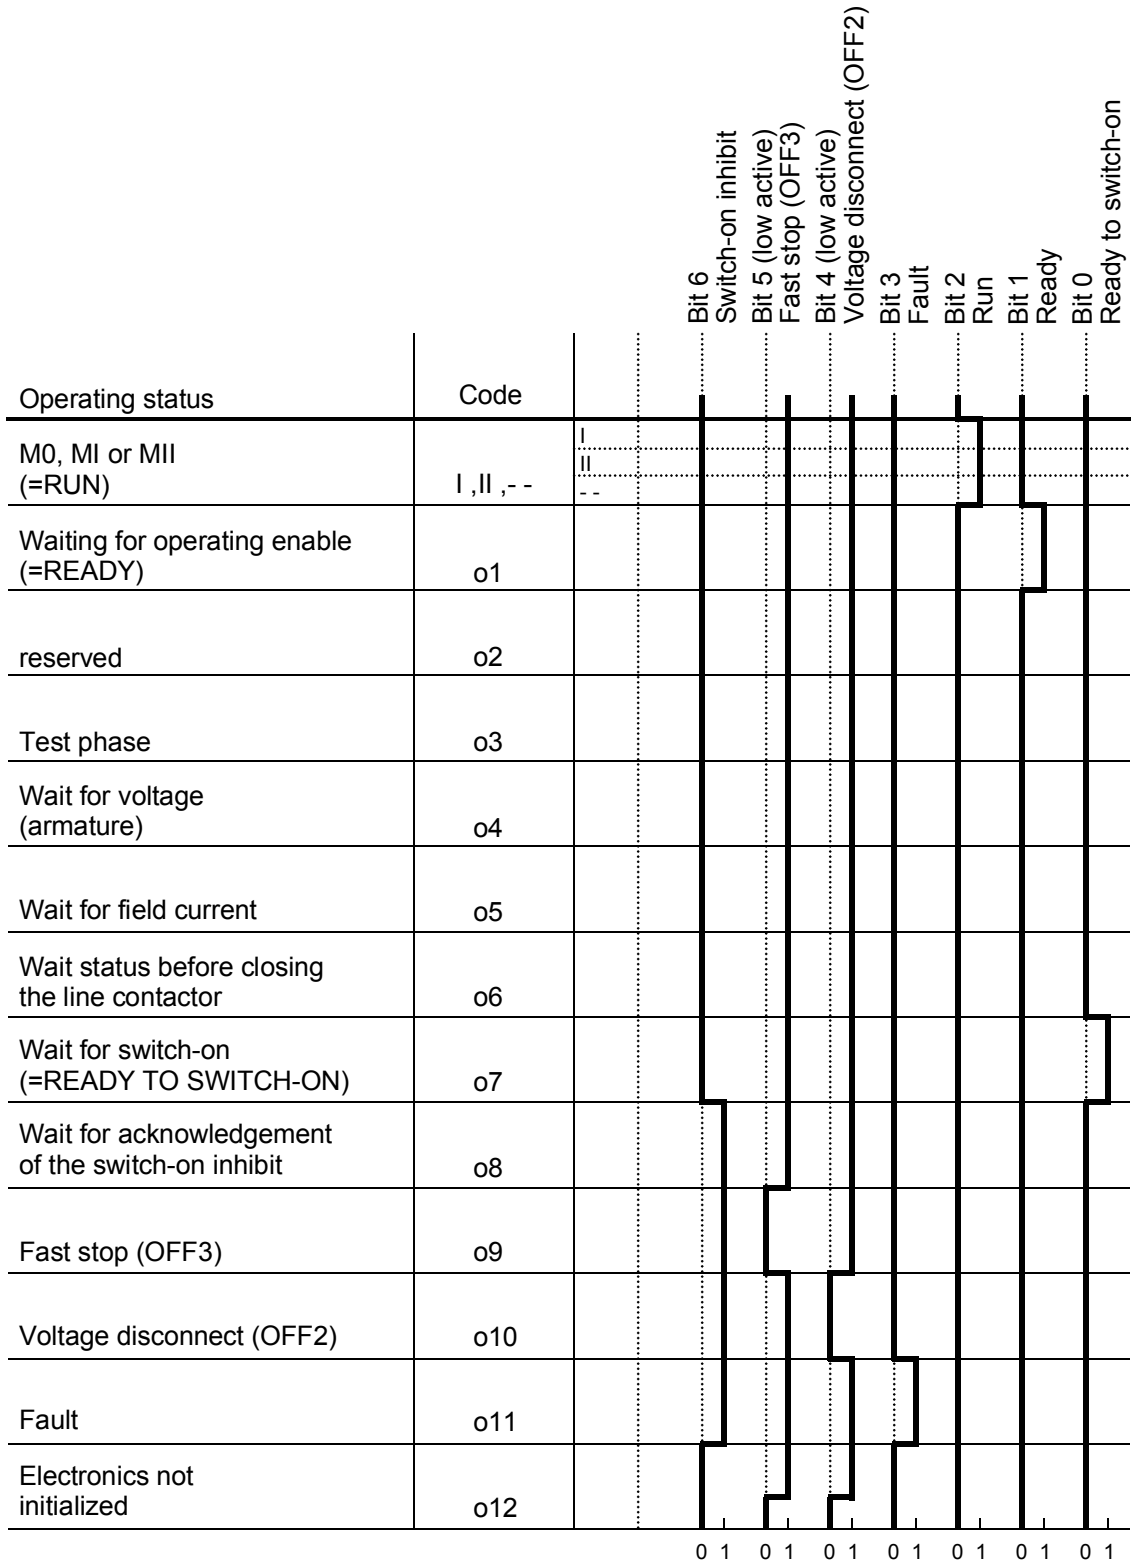 Bit 6
Switch-on inhibit
Bit 5 (low active)
Fast stop (OFF3)
Bit 4 (low active)
Voltage disconnect (OFF2)
Bit 3
Fault
Bit 2
Run
Bit 1
Ready
Bit 0
Ready to switch-on
Operating status Code
M0, MI or MII
(=RUN) I ,II ,- -
I
II
- -
Waiting for operating enable
(=READY) o1
reserved o2
Test phase o3
Wait for voltage
(armature) o4
Wait for field current o5
Wait status before closing
the line contactor o6
Wait for switch-on
(=READY TO SWITCH-ON) o7
Wait for acknowledgement
of the switch-on inhibit o8
Fast stop (OFF3) o9
Voltage disconnect (OFF2) o10
Fault o11
Electronics not
initialized o12
0 1 0 1 0 1 0 1 0 1 0 1 0 1